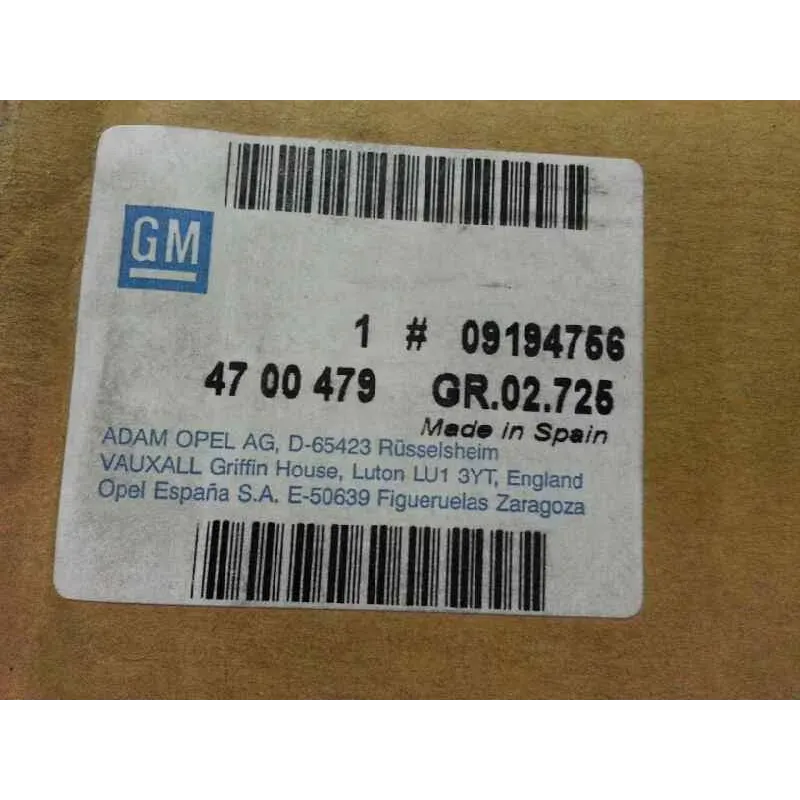 GM
1 # 09194756
47 00 479 GR.02.725
Made in Spain
ADAM OPEL AG, D-65423 Rüsselsheim
VAUXALL Griffin House, Luton LU1 3YT, England
Opel España S.A. E-50639 Figueruelas Zaragoza